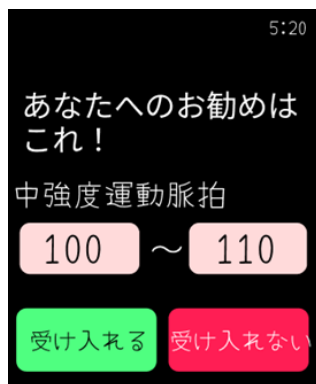 5:20
あなたへのお勧めは
これ！
中強度運動脈拍
100 ～ 110
受け入れる 受け入れない